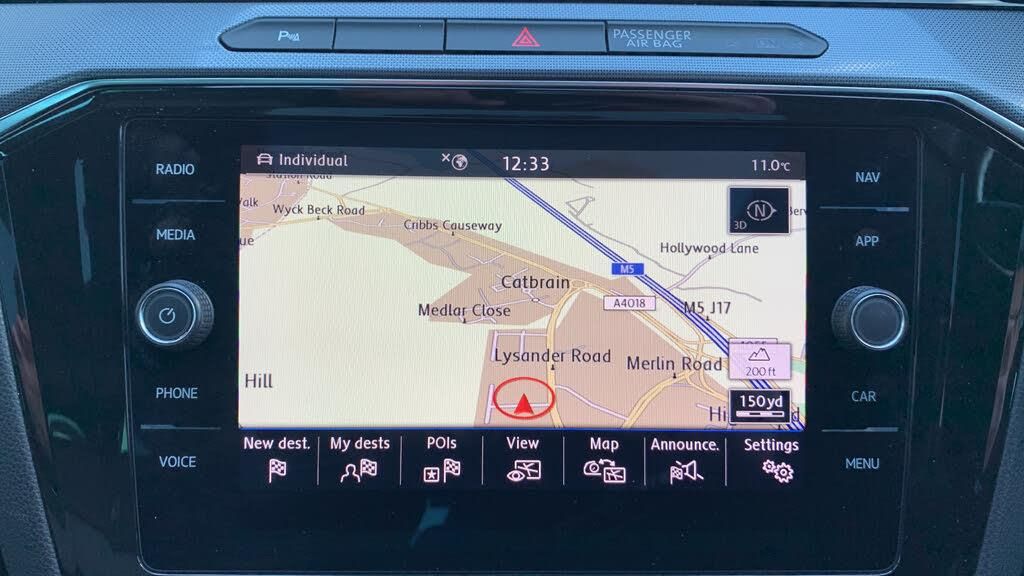 P
PASSENGER
AIR BAG
RADIO
MEDIA
PHONE
VOICE
NAV
APP
CAR
MENU
Individual
12:33
11.0°C
Station Road
Wyck Beck Road
Cribbs Causeway
N
3D
Hollywood Lane
M5
Catbrain
A4018
M5 J17
Medlar Close
Lysander Road
Merlin Road
200 ft
Hill
150 yd
New dest.
My dests
POIs
View
Map
Announce.
Settings